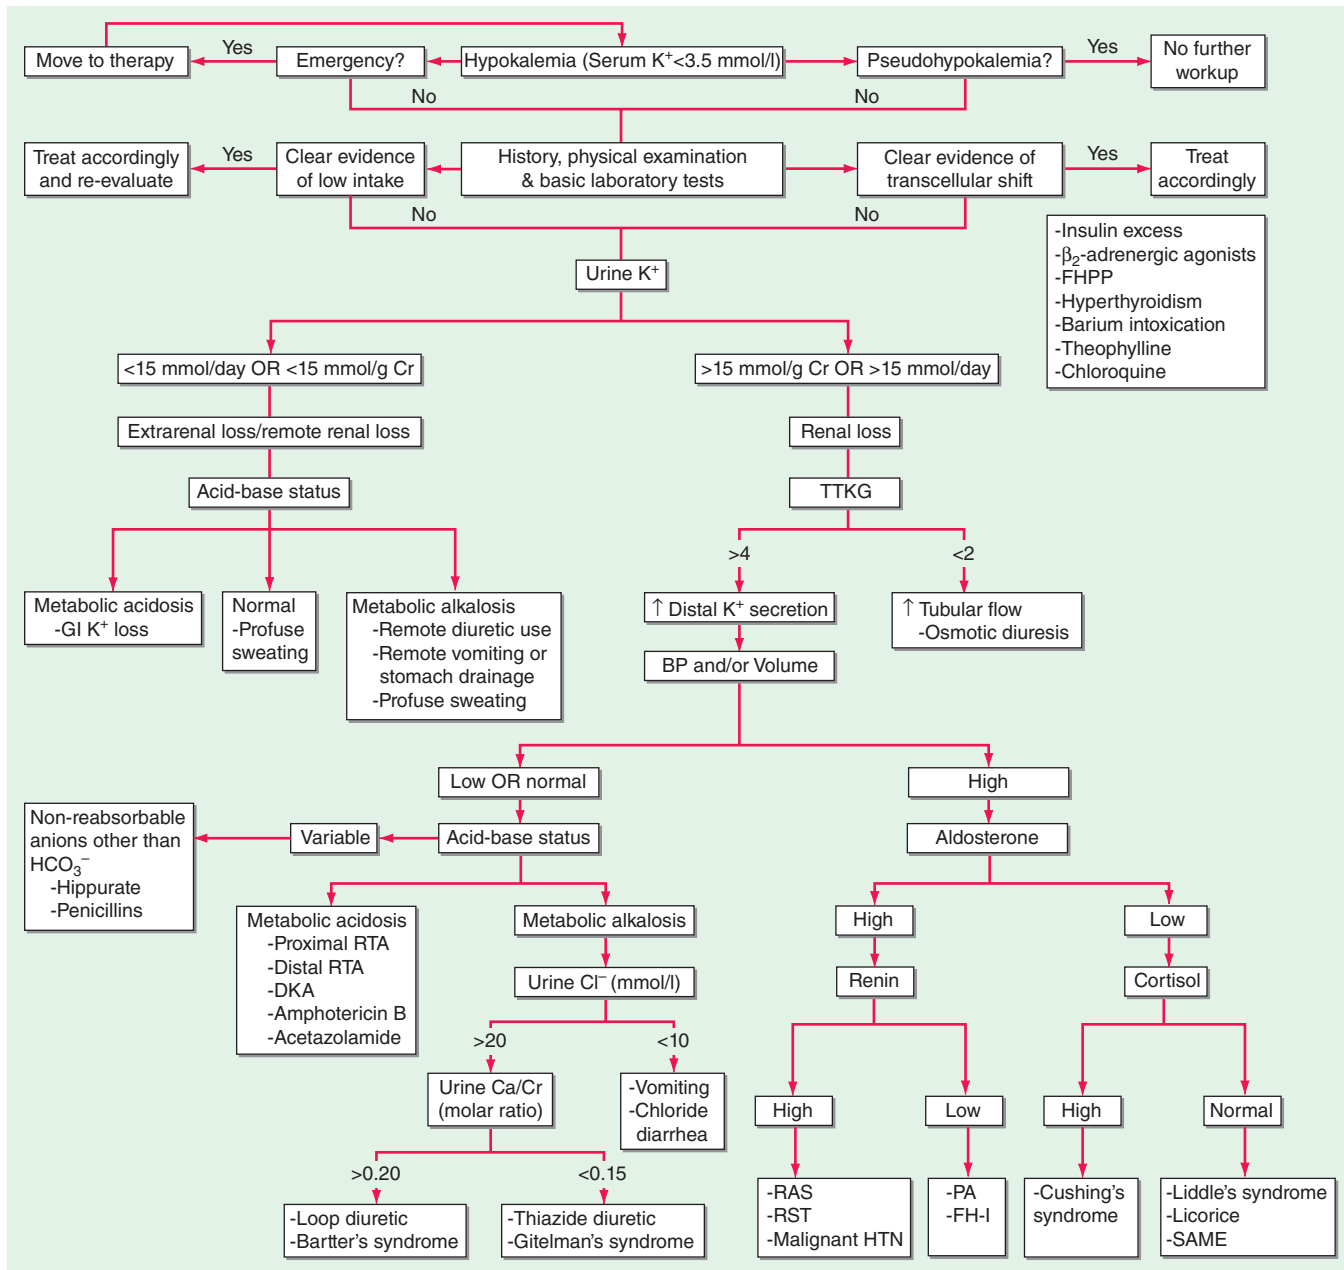 Move to therapy
Yes
Emergency?
Hypokalemia (Serum K⁺<3.5 mmol/l)
Pseudohypokalemia?
Yes
No further
workup
No
No
Treat accordingly
and re-evaluate
Yes
Clear evidence
of low intake
History, physical examination
& basic laboratory tests
Clear evidence of
transcellular shift
Yes
Treat
accordingly
No
No
-Insulin excess
-β₂-adrenergic agonists
-FHPP
-Hyperthyroidism
-Barium intoxication
-Theophylline
-Chloroquine
Urine K⁺
<15 mmol/day OR <15 mmol/g Cr
>15 mmol/g Cr OR >15 mmol/day
Extrarenal loss/remote renal loss
Renal loss
Acid-base status
TTKG
>4
<2
Metabolic acidosis
-GI K⁺ loss
Normal
-Profuse
sweating
Metabolic alkalosis
-Remote diuretic use
-Remote vomiting or
stomach drainage
-Profuse sweating
↑ Distal K⁺ secretion
↑ Tubular flow
-Osmotic diuresis
BP and/or Volume
Low OR normal
High
Non-reabsorbable
anions other than
HCO₃⁻
-Hippurate
-Penicillins
Variable
Acid-base status
Aldosterone
Metabolic acidosis
-Proximal RTA
-Distal RTA
-DKA
-Amphotericin B
-Acetazolamide
Metabolic alkalosis
High
Low
Urine Cl⁻ (mmol/l)
Renin
Cortisol
>20
<10
Urine Ca/Cr
(molar ratio)
-Vomiting
-Chloride
diarrhea
High
Low
High
Normal
>0.20
<0.15
-Loop diuretic
-Bartter's syndrome
-Thiazide diuretic
-Gitelman's syndrome
-RAS
-RST
-Malignant HTN
-PA
-FH-I
-Cushing's
syndrome
-Liddle's syndrome
-Licorice
-SAME